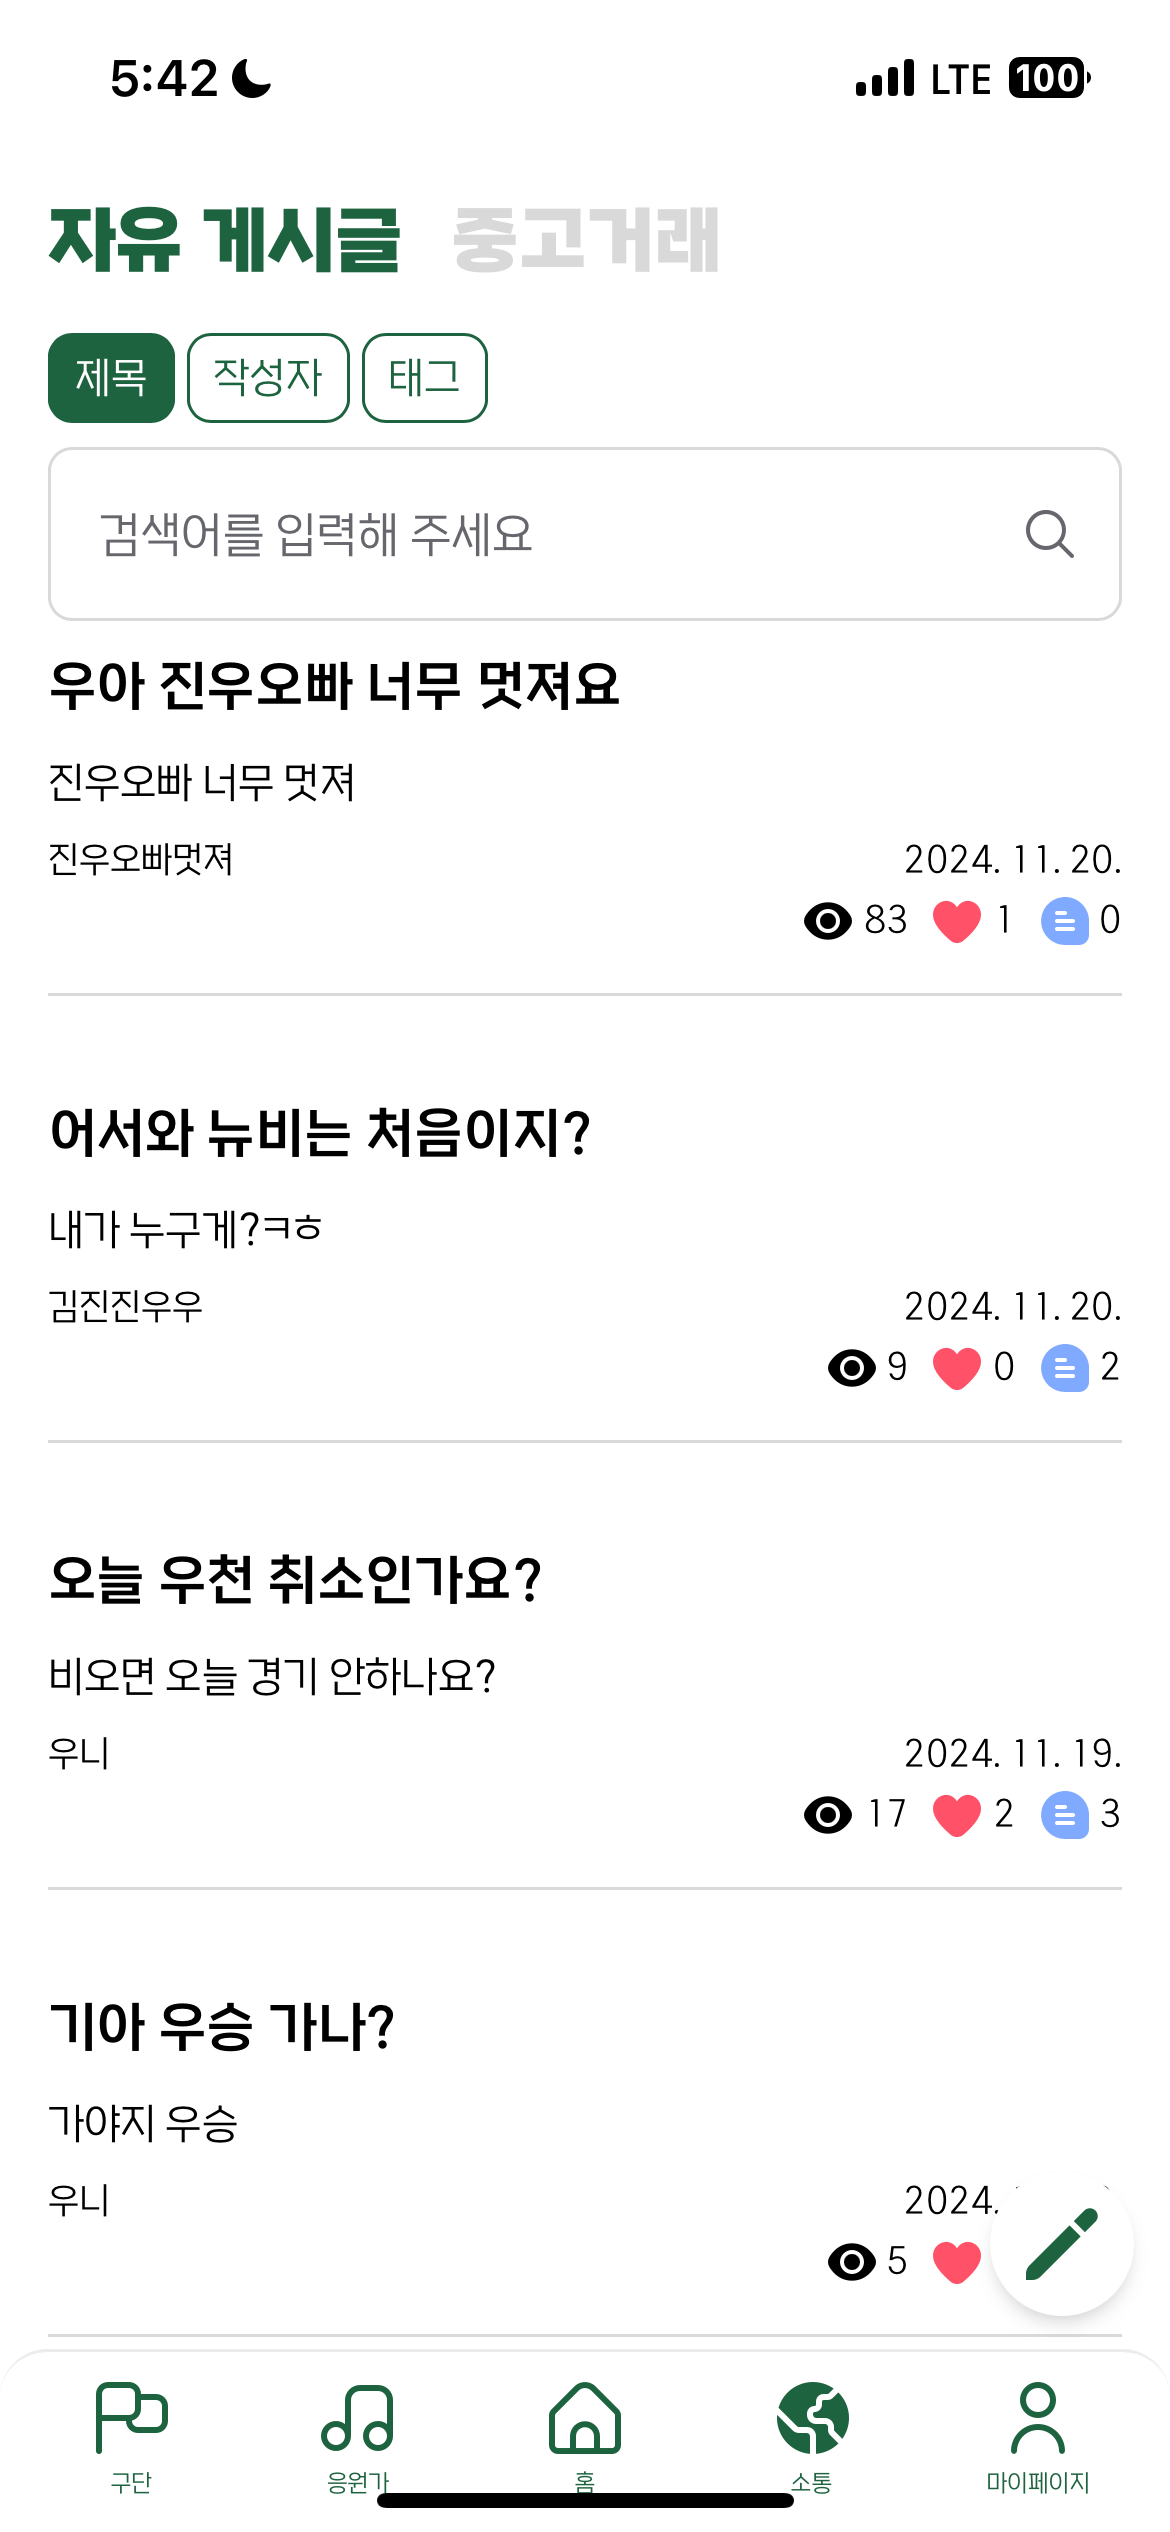 5:42 LTE 100
자유 게시글 중고거래
제목 작성자 태그
검색어를 입력해 주세요
우아 진우오빠 너무 멋져요
진우오빠 너무 멋져
진우오빠멋져 2024. 11. 20.
83 1 0
어서와 뉴비는 처음이지?
내가 누구게?ㅋㅎ
김진진우우 2024. 11. 20.
9 0 2
오늘 우천 취소인가요?
비오면 오늘 경기 안하나요?
우니 2024. 11. 19.
17 2 3
기아 우승 가나?
가야지 우승
우니 2024.
5
구단 응원가 홈 소통 마이페이지